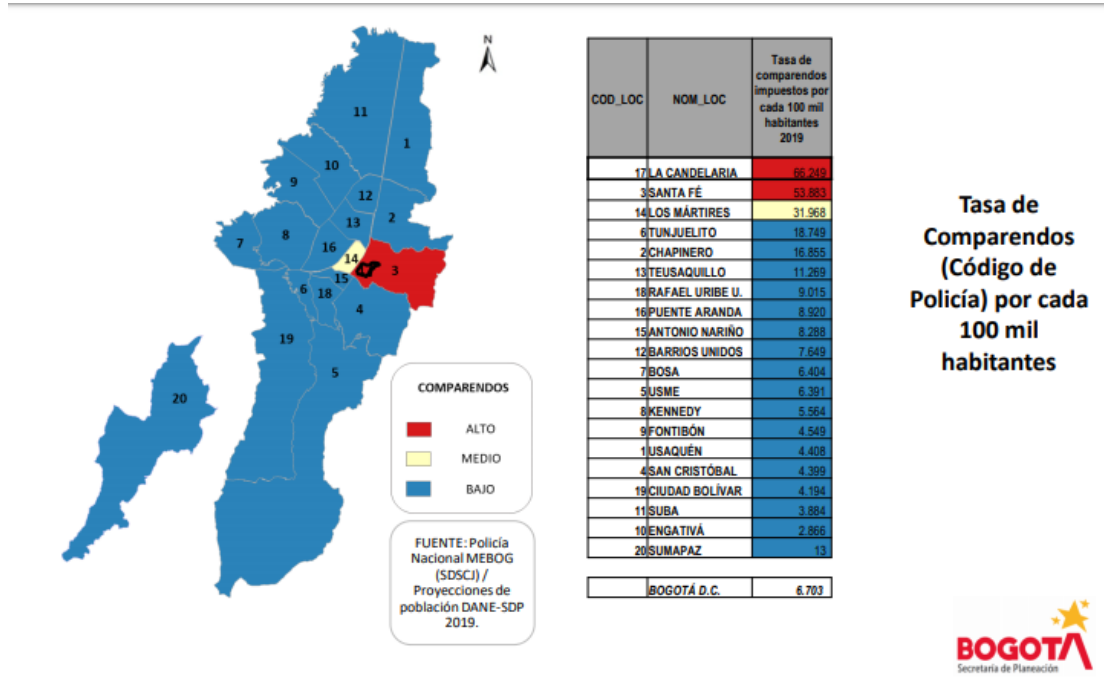 N
11
1
10
9
12
2
13
8
7
16
14
3
15
6
18
4
19
5
20
COMPARENDOS
ALTO
MEDIO
BAJO
FUENTE: Policía
Nacional MEBOG
(SDSCJ) /
Proyecciones de
población DANE-SDP
2019.
COD_LOC NOM_LOC Tasa de comparendos impuestos por cada 100 mil habitantes 2019
17 LA CANDELARIA 66.249
3 SANTA FÉ 53.883
14 LOS MÁRTIRES 31.968
6 TUNJUELITO 18.749
2 CHAPINERO 16.855
13 TEUSAQUILLO 11.269
18 RAFAEL URIBE U. 9.015
16 PUENTE ARANDA 8.920
15 ANTONIO NARIÑO 8.288
12 BARRIOS UNIDOS 7.649
7 BOSA 6.404
5 USME 6.391
8 KENNEDY 5.564
9 FONTIBÓN 4.549
1 USAQUÉN 4.408
4 SAN CRISTÓBAL 4.399
19 CIUDAD BOLÍVAR 4.194
11 SUBA 3.884
10 ENGATIVÁ 2.866
20 SUMAPAZ 13
BOGOTÁ D.C. 6.703
Tasa de
Comparendos
(Código de
Policía) por cada
100 mil
habitantes
BOGOTÁ
Secretaría de Planeación